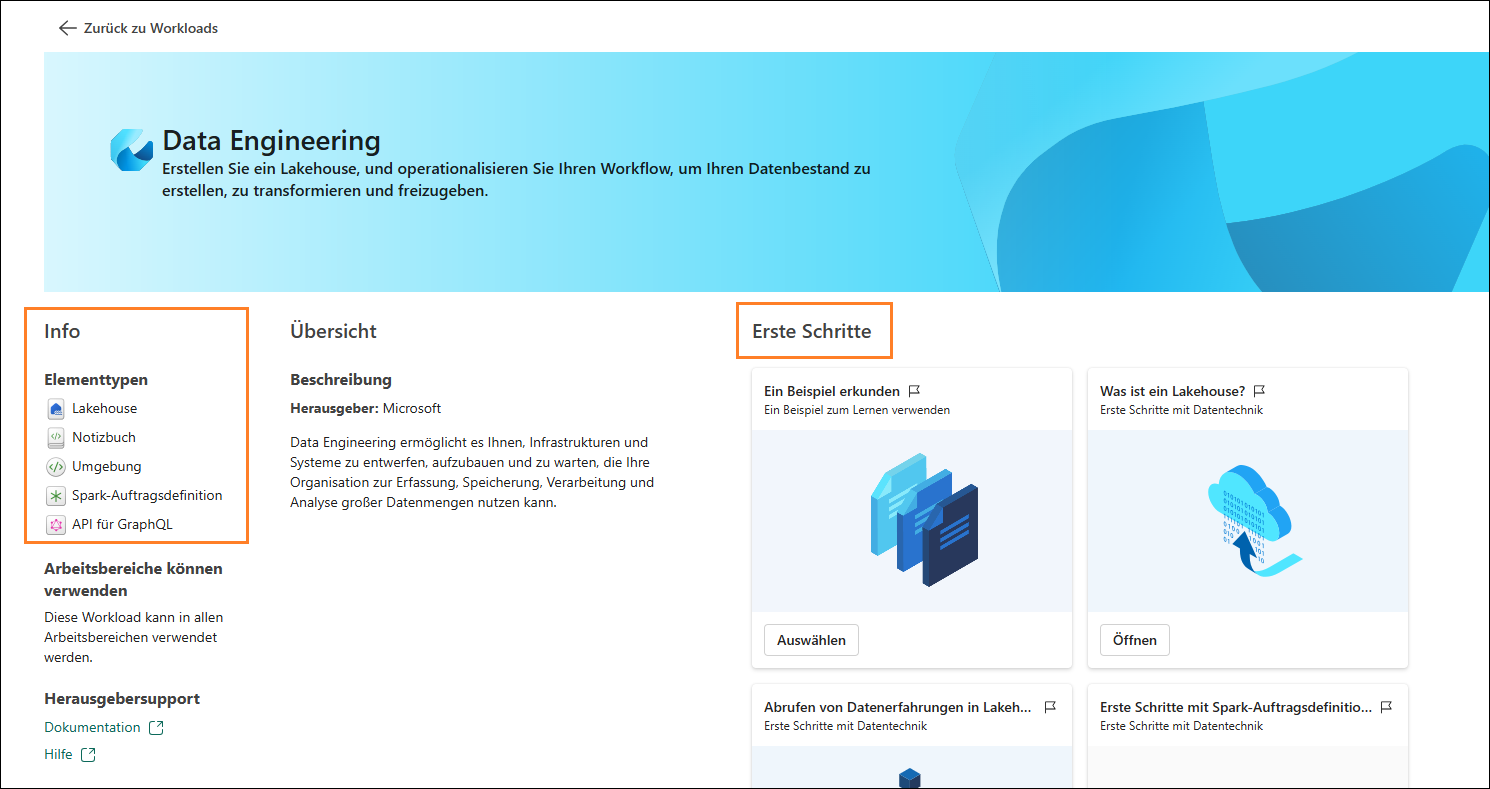 Zurück zu Workloads
Data Engineering
Erstellen Sie ein Lakehouse, und operationalisieren Sie Ihren Workflow, um Ihren Datenbestand zu
erstellen, zu transformieren und freizugeben.
Info
Elementtypen
Lakehouse
Notizbuch
Umgebung
Spark-Auftragsdefinition
API für GraphQL
Arbeitsbereiche können
verwenden
Diese Workload kann in allen
Arbeitsbereichen verwendet
werden.
Herausgebersupport
Dokumentation
Hilfe
Übersicht
Beschreibung
Herausgeber: Microsoft
Data Engineering ermöglicht es Ihnen, Infrastrukturen und
Systeme zu entwerfen, aufzubauen und zu warten, die Ihre
Organisation zur Erfassung, Speicherung, Verarbeitung und
Analyse großer Datenmengen nutzen kann.
Erste Schritte
Ein Beispiel erkunden
Ein Beispiel zum Lernen verwenden
Auswählen
Was ist ein Lakehouse?
Erste Schritte mit Datentechnik
Öffnen
Abrufen von Datenerfahrungen in Lakeh...
Erste Schritte mit Datentechnik
Erste Schritte mit Spark-Auftragsdefinitio...
Erste Schritte mit Datentechnik